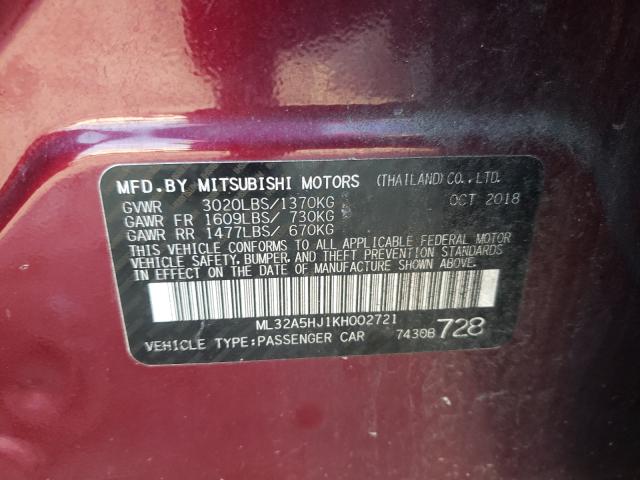 MFD.BY MITSUBISHI MOTORS (THAILAND)CO.,LTD.
GVWR 3020LBS/1370KG OCT 2018
GAWR FR 1609LBS/ 730KG
GAWR RR 1477LBS/ 670KG
THIS VEHICLE CONFORMS TO ALL APPLICABLE FEDERAL MOTOR
VEHICLE SAFETY, BUMPER, AND THEFT PREVENTION STANDARDS
IN EFFECT ON THE DATE OF MANUFACTURE SHOWN ABOVE.
ML32A5HJ1KH002721
VEHICLE TYPE:PASSENGER CAR 7430B 728